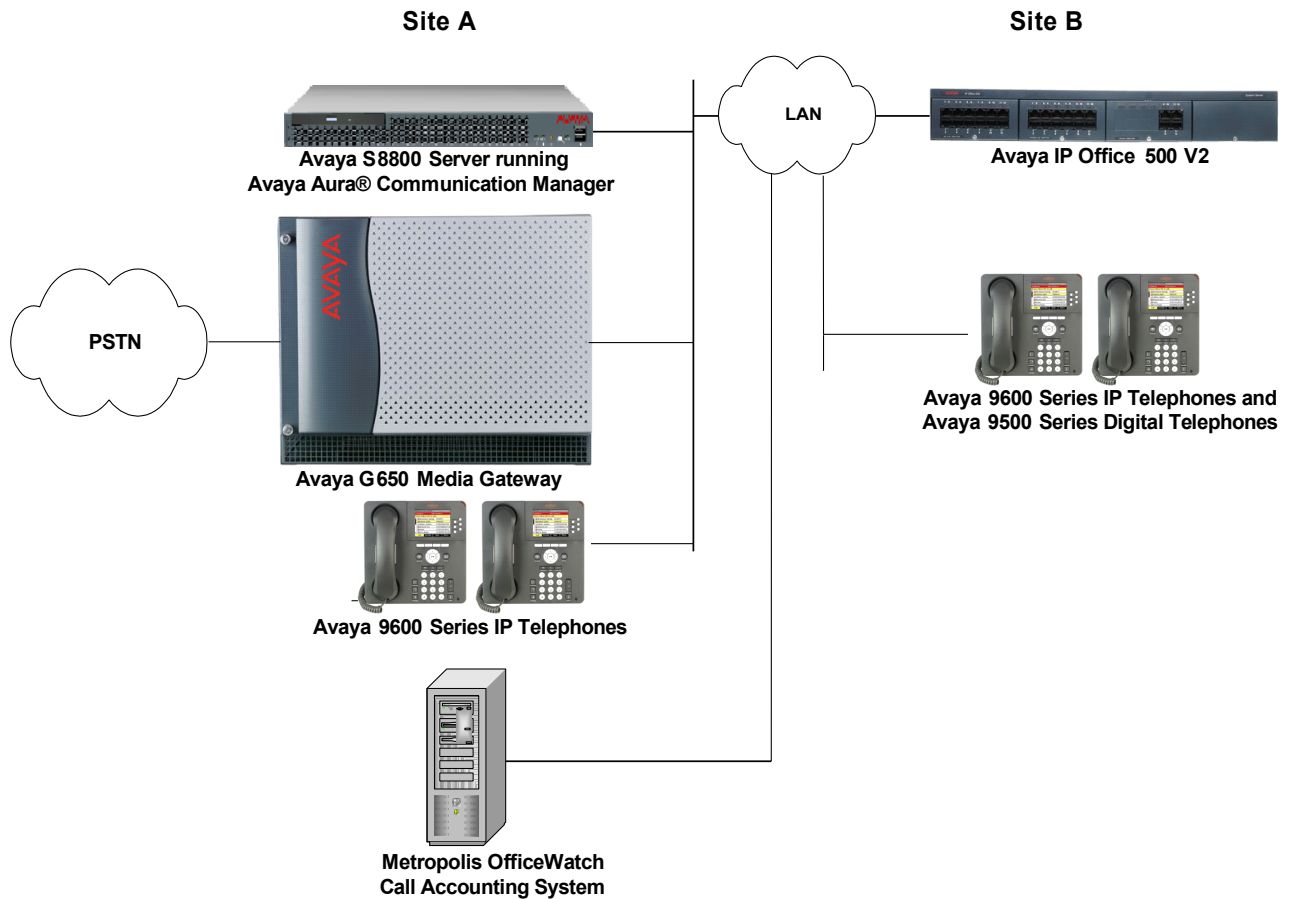 Site A
Site B
AVAYA
Avaya S8800 Server running
Avaya Aura® Communication Manager
LAN
Avaya IP Office 500 V2
AVAYA
PSTN
Avaya G650 Media Gateway
Avaya 9600 Series IP Telephones and
Avaya 9500 Series Digital Telephones
Avaya 9600 Series IP Telephones
Metropolis OfficeWatch
Call Accounting System